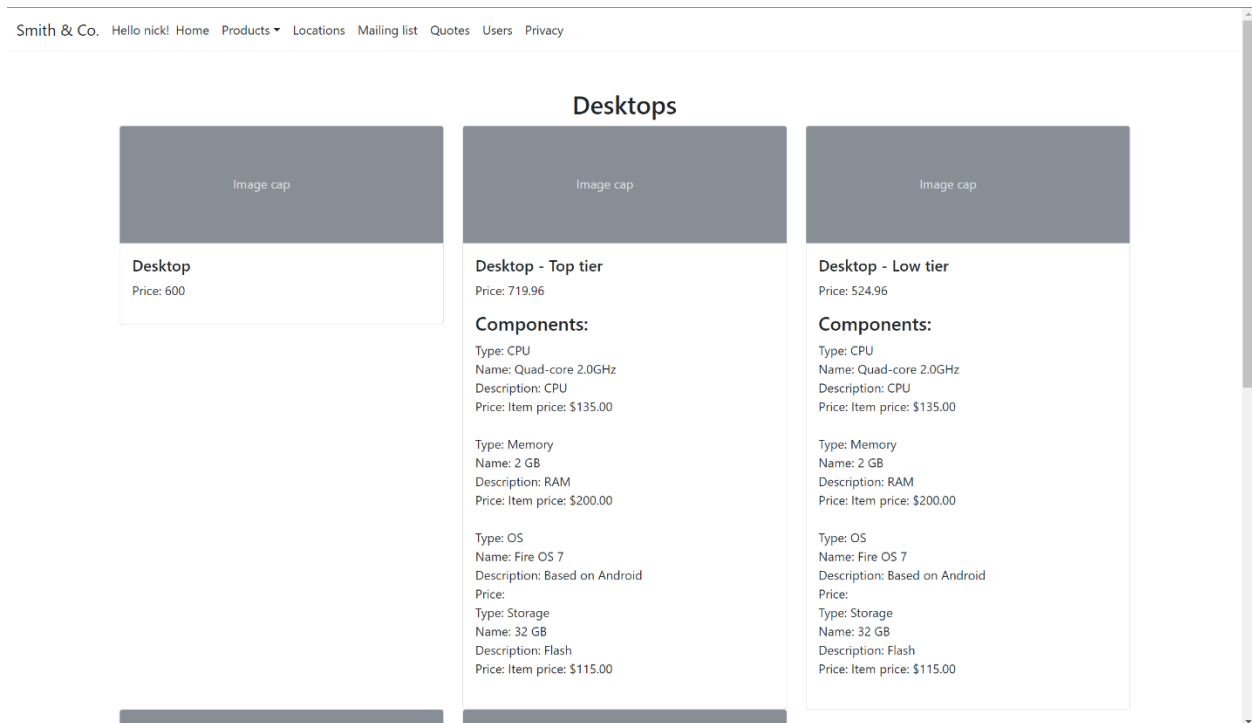 Smith & Co. Hello nick! Home Products Locations Mailing list Quotes Users Privacy
Desktops
Image cap
Desktop
Price: 600
Image cap
Desktop - Top tier
Price: 719.96
Components:
Type: CPU
Name: Quad-core 2.0GHz
Description: CPU
Price: Item price: $135.00
Type: Memory
Name: 2 GB
Description: RAM
Price: Item price: $200.00
Type: OS
Name: Fire OS 7
Description: Based on Android
Price:
Type: Storage
Name: 32 GB
Description: Flash
Price: Item price: $115.00
Image cap
Desktop - Low tier
Price: 524.96
Components:
Type: CPU
Name: Quad-core 2.0GHz
Description: CPU
Price: Item price: $135.00
Type: Memory
Name: 2 GB
Description: RAM
Price: Item price: $200.00
Type: OS
Name: Fire OS 7
Description: Based on Android
Price:
Type: Storage
Name: 32 GB
Description: Flash
Price: Item price: $115.00